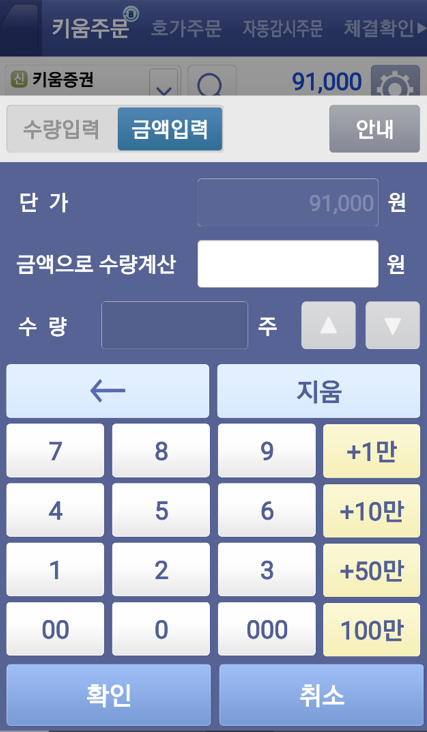 키움주문 호가주문 자동감시주문 체결확인
신 키움증권 91,000
수량입력 금액입력 안내
단 가 91,000 원
금액으로 수량계산 원
수 량 주 ▲ ▼
← 지움
7 8 9 +1만
4 5 6 +10만
1 2 3 +50만
00 0 000 100만
확인 취소